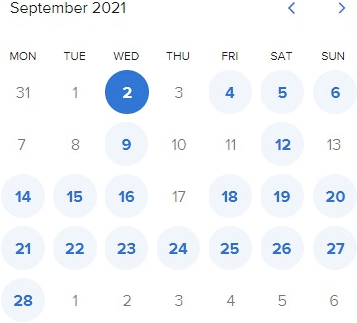 September 2021
MON TUE WED THU FRI SAT SUN
31 1 2 3 4 5 6
7 8 9 10 11 12 13
14 15 16 17 18 19 20
21 22 23 24 25 26 27
28 1 2 3 4 5 6